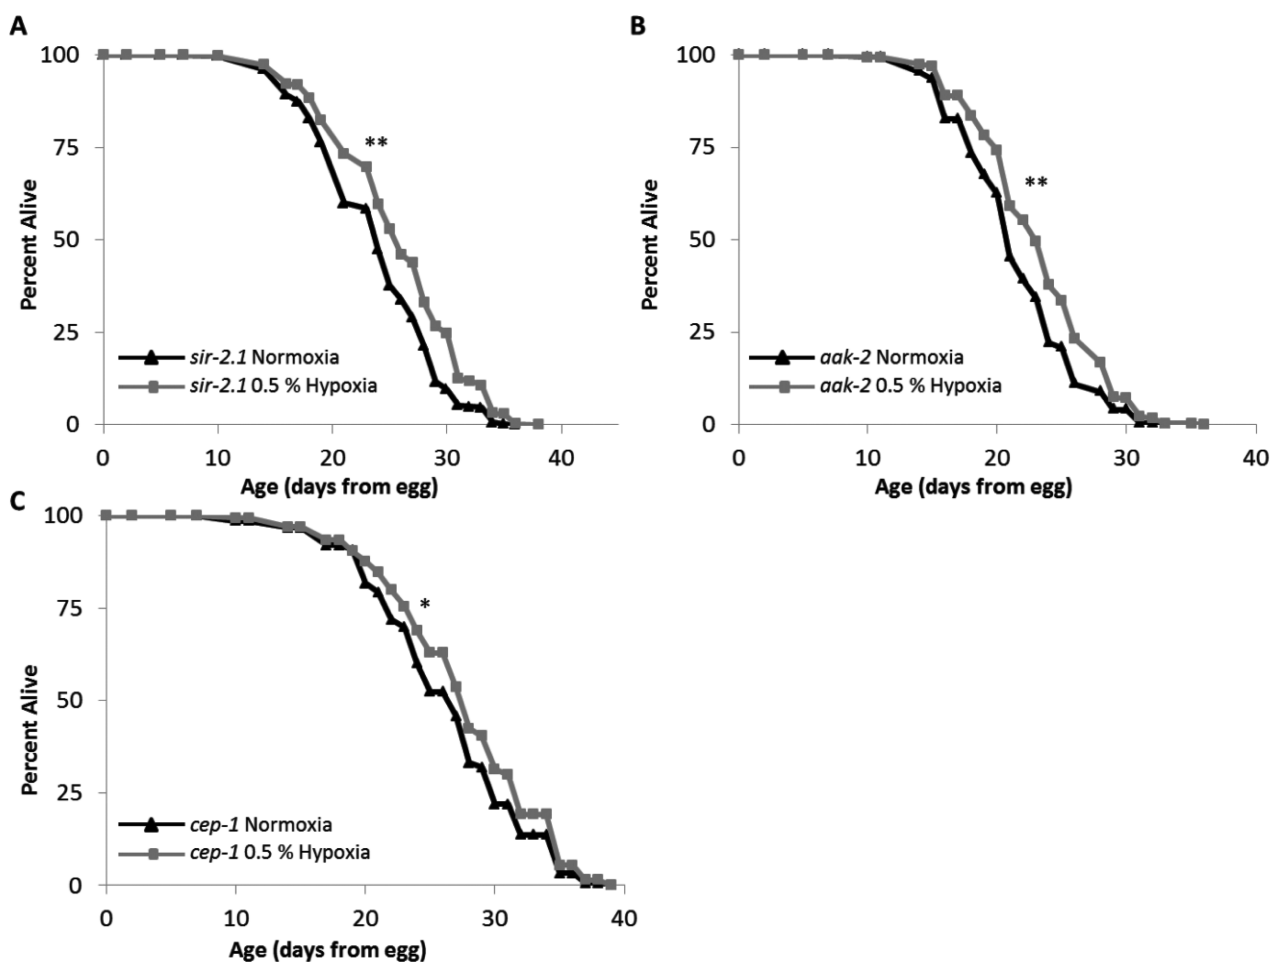 A
100
75
50
25
0
Percent Alive
**
sir-2.1 Normoxia
sir-2.1 0.5 % Hypoxia
0 10 20 30 40
Age (days from egg)
B
100
75
50
25
0
Percent Alive
**
aak-2 Normoxia
aak-2 0.5 % Hypoxia
0 10 20 30 40
Age (days from egg)
C
100
75
50
25
0
Percent Alive
*
cep-1 Normoxia
cep-1 0.5 % Hypoxia
0 10 20 30 40
Age (days from egg)